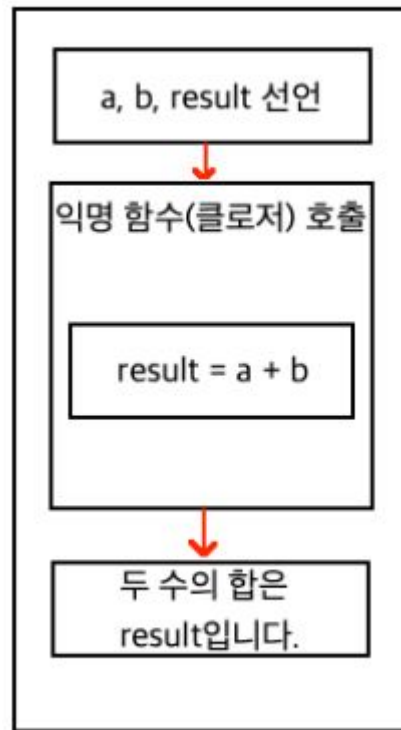 a, b, result 선언
익명 함수(클로저) 호출
result = a + b
두 수의 합은
result입니다.